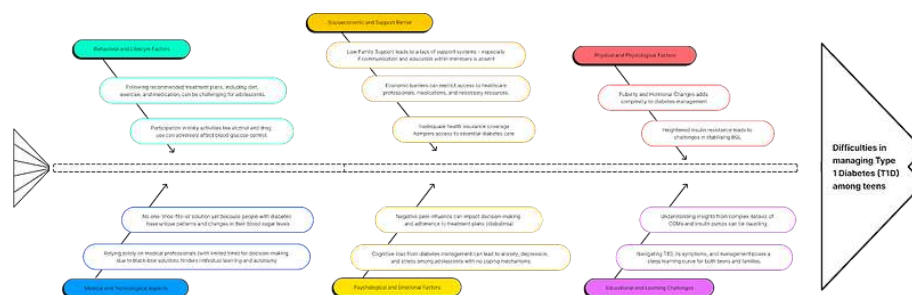 Behavioral and Lifestyle Factors
Following recommended treatment plans, including diet,
exercise, and medication, can be challenging for adolescents.
Participation in risky activities like alcohol and drug
use can adversely affect blood glucose control.
Socioeconomic and Support Barrier
Low Family Support leads to a lack of support systems - especially
if communication and education within members is absent
Economic barriers can restrict access to healthcare
professionals, medications, and necessary resources.
Inadequate health insurance coverage
hampers access to essential diabetes care
Physical and Physiological Factors
Puberty and Hormonal Changes adds
complexity to diabetes management
Heightened insulin resistance leads to
challenges in stabilising BGL
Difficulties in
managing Type
1 Diabetes (T1D)
among teens
No one-size-fits-all solution yet because people with diabetes
have unique patterns and changes in their blood sugar levels
Relying solely on medical professionals (with limited time) for decision-making
due to black-box solutions hinders individual learning and autonomy
Medical and Technological Aspects
Negative peer influence can impact decision-making
and adherence to treatment plans
Cognitive load from diabetes management can lead to anxiety, depression,
and stress among adolescents with no coping mechanisms
Psychological and Emotional Factors
Understanding insights from complex datasets of
CGMs and insulin pumps can be daunting
Navigating T1D, its symptoms, and management
steep learning curve for both teens and families.
Educational and Learning Challenges